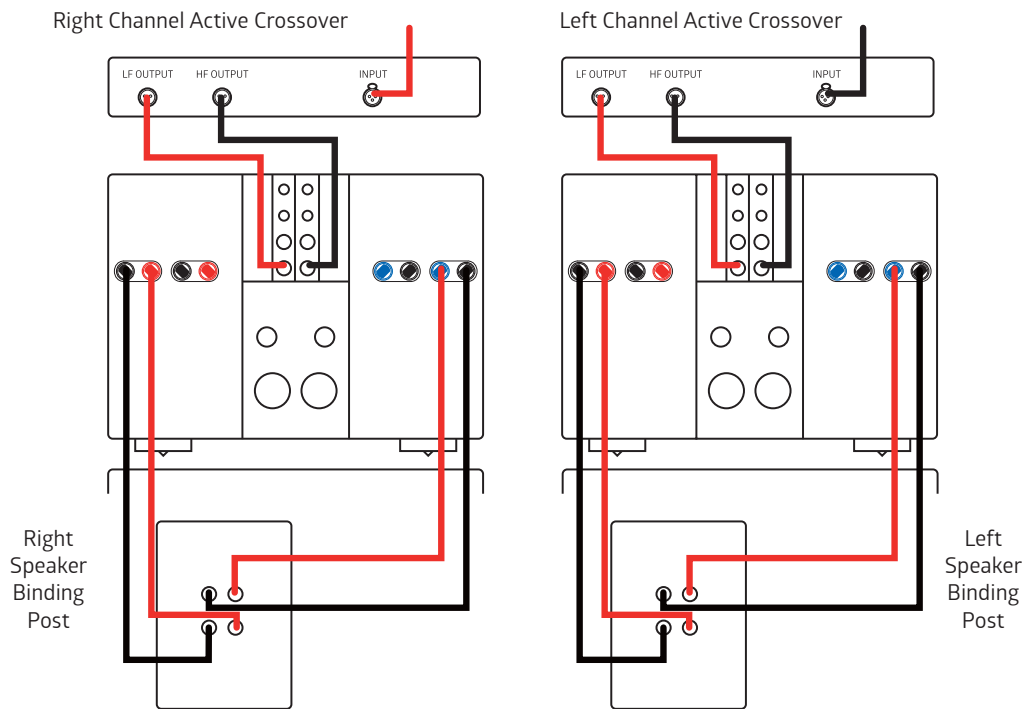 Right Channel Active Crossover
LF OUTPUT
HF OUTPUT
INPUT
Left Channel Active Crossover
LF OUTPUT
HF OUTPUT
INPUT
Right
Speaker
Binding
Post
Left
Speaker
Binding
Post